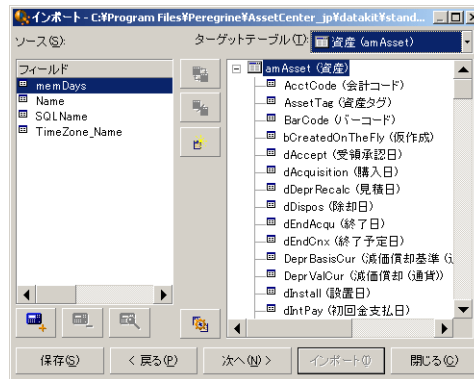 インポート - C:¥Program Files¥Peregrine¥AssetCenter_jp¥datakit¥stand...
ソース(S):
ターゲットテーブル(T):
資産 (amAsset)
フィールド
memDays
Name
SQLName
TimeZone_Name
amAsset (資産)
AcctCode (会計コード)
AssetTag (資産タグ)
BarCode (バーコード)
bCreatedOnTheFly (仮作成)
dAccept (受領承認日)
dAcquisition (購入日)
dDeprRecalc (見積日)
dDispos (除却日)
dEndAcqu (終了日)
dEndCnx (終了予定日)
DeprBasisCur (減価償却基準 (
DeprValCur (減価償却 (通貨))
dInstall (設置日)
dIntPay (初回金支払日)
保存(S)
< 戻る(P)
次へ(N) >
インポート(I)
閉じる(C)